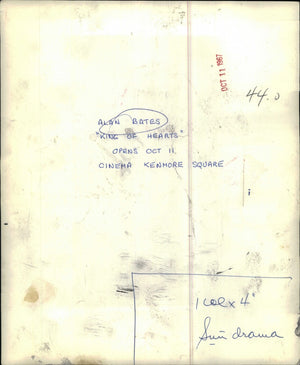 OCT 11 1967
44.0
ALAN BATES
"KING OF HEARTS"
OPENS OCT 11
CINEMA KENMORE SQUARE
1 col x 4"
Sun drama